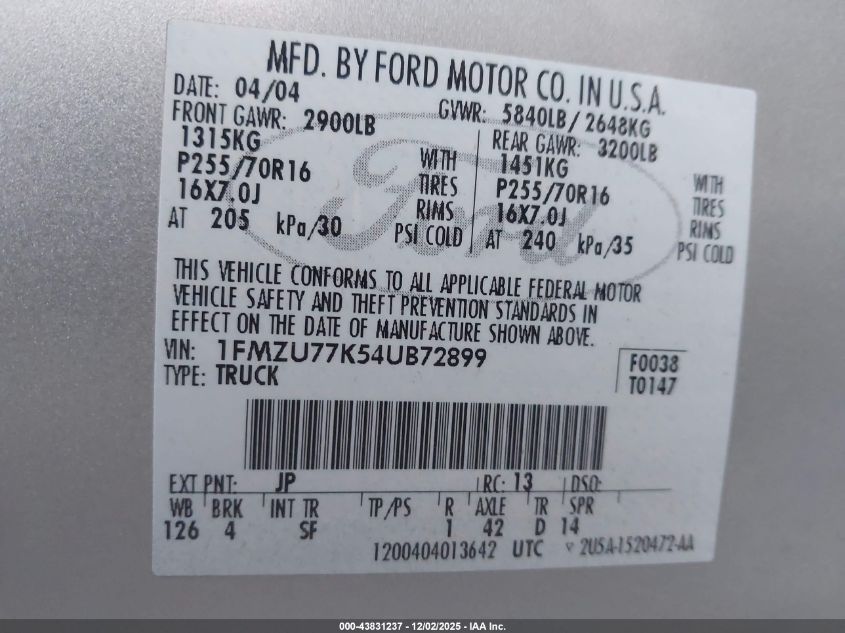 MFD. BY FORD MOTOR CO. IN U.S.A.
DATE: 04/04 GVWR: 5840LB / 2648KG
FRONT GAWR: 2900LB REAR GAWR: 3200LB
1315KG WITH 1451KG WITH
P255/70R16 TIRES P255/70R16 TIRES
16X7.0J RIMS 16X7.0J RIMS
AT 205 kPa/30 PSI COLD AT 240 kPa/35 PSI COLD
Ford
THIS VEHICLE CONFORMS TO ALL APPLICABLE FEDERAL MOTOR
VEHICLE SAFETY AND THEFT PREVENTION STANDARDS IN
EFFECT ON THE DATE OF MANUFACTURE SHOWN ABOVE.
VIN: 1FMZU77K54UB72899 F0038
TYPE: TRUCK T0147
EXT PNT: JP RC: 13 DSO:
WB BRK INT TR TP/PS R AXLE TR SPR
126 4 SF 1 42 D 14
1200404013642 UTC ▽ 2U5A-1520472-AA
000-43831237 - 12/02/2025 - IAA Inc.